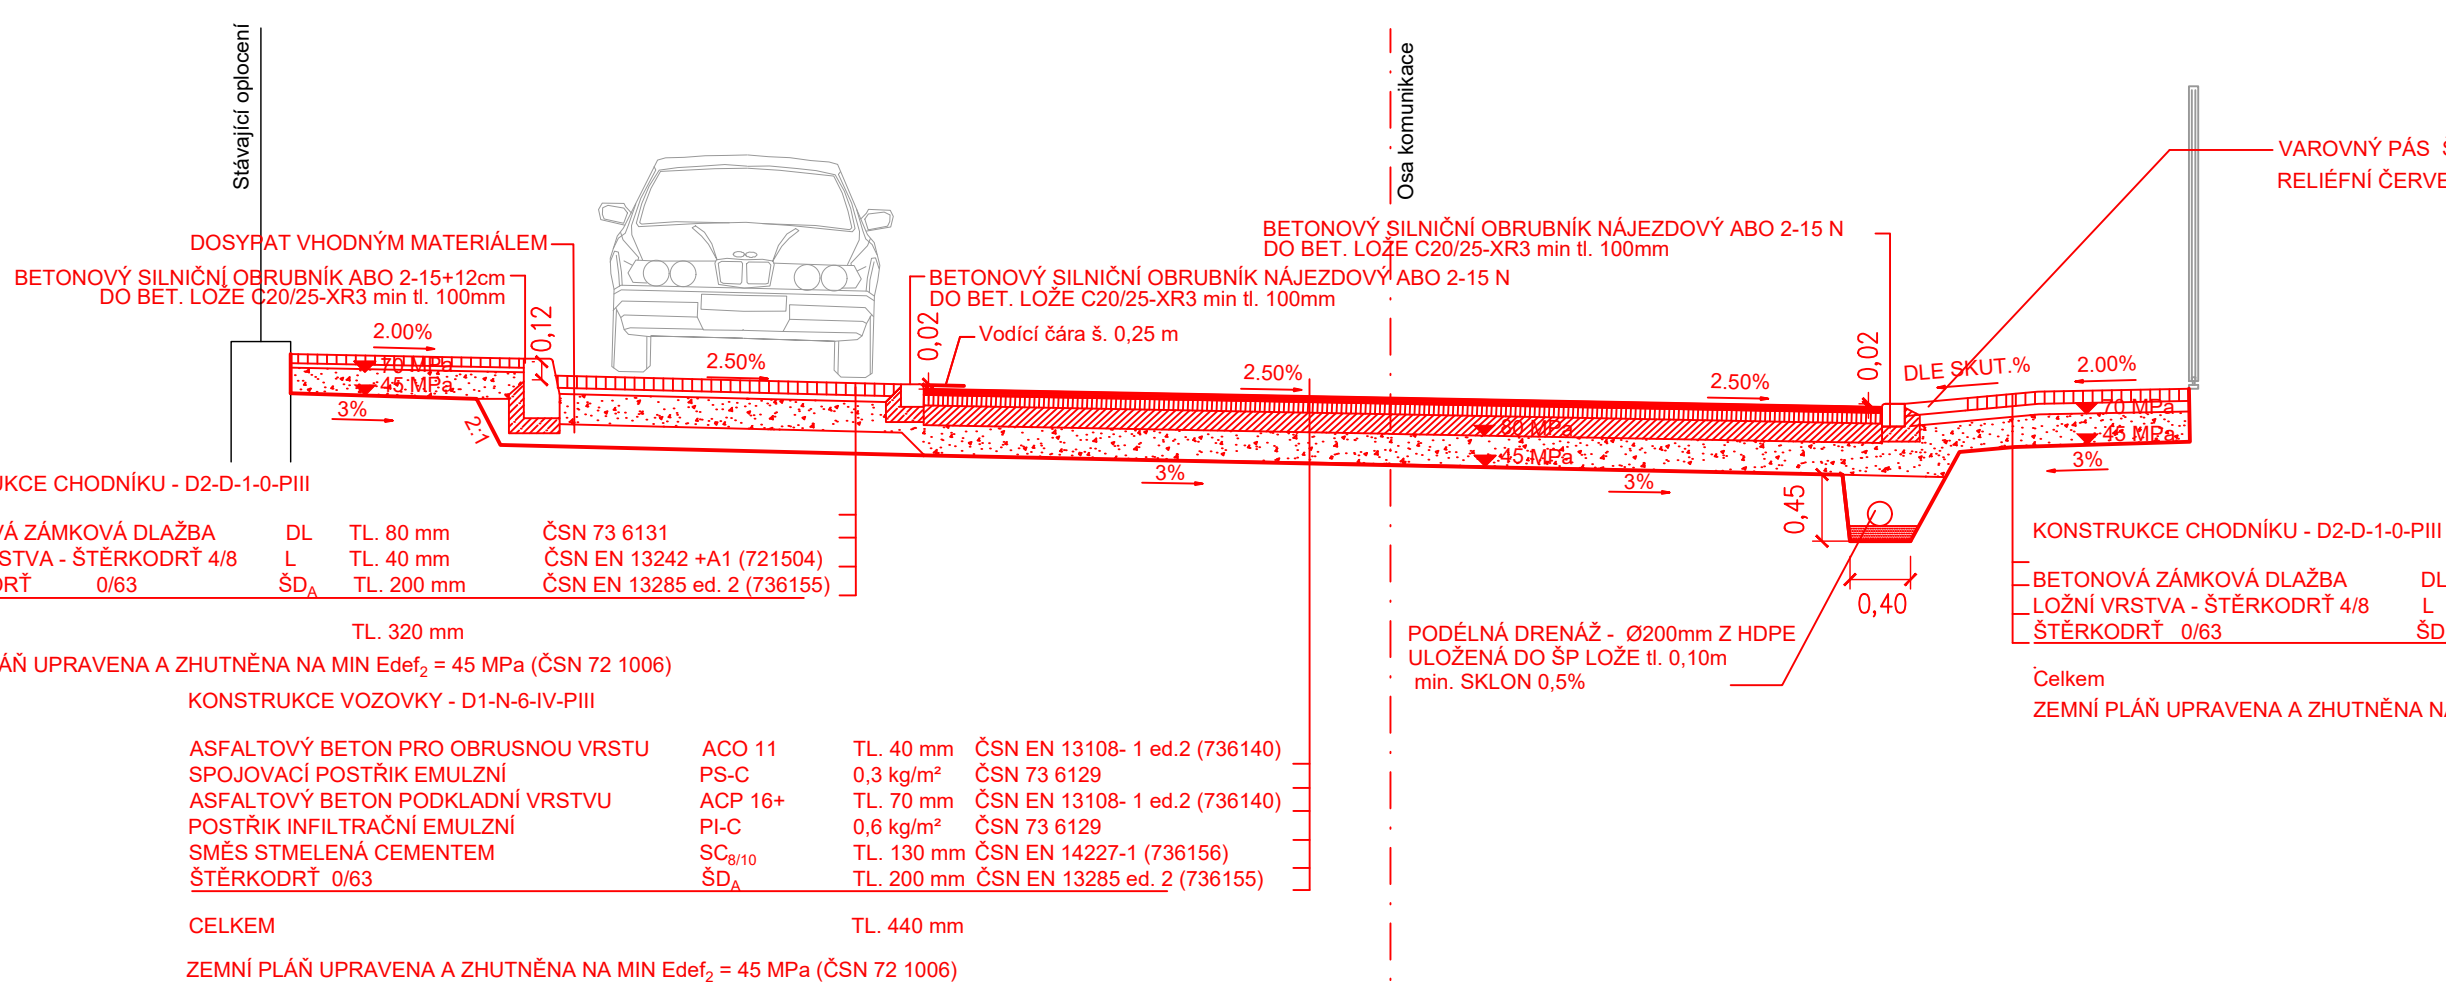 Stávající oplocení
Osa komunikace
VAROVNÝ PÁS
RELIÉFNÍ
DOSYPAT VHODNÝM MATERIÁLEM
BETONOVÝ SILNIČNÍ OBRUBNÍK ABO 2-15+12cm
DO BET. LOŽE C20/25-XR3 min tl. 100mm
BETONOVÝ SILNIČNÍ OBRUBNÍK NÁJEZDOVÝ ABO 2-15 N
DO BET. LOŽE C20/25-XR3 min tl. 100mm
BETONOVÝ SILNIČNÍ OBRUBNÍK NÁJEZDOVÝ ABO 2-15 N
DO BET. LOŽE C20/25-XR3 min tl. 100mm
Vodící čára š. 0,25 m
2.00%
0,12
2.50%
0,02
2.50%
2.50%
0,02
DLE SKUT.%
2.00%
70 MPa
45 MPa
3%
2:1
80 MPa
45 MPa
3%
3%
70 MPa
45 MPa
3%
0,45
0,40
CHODNÍKU - D2-D-1-0-PIII
ZÁMKOVÁ DLAŽBA DL TL. 80 mm ČSN 73 6131
- ŠTĚRKODRŤ 4/8 L TL. 40 mm ČSN EN 13242 +A1 (721504)
0/63 ŠDA TL. 200 mm ČSN EN 13285 ed. 2 (736155)
TL. 320 mm
UPRAVENA A ZHUTNĚNA NA MIN Edef2 = 45 MPa (ČSN 72 1006)
KONSTRUKCE VOZOVKY - D1-N-6-IV-PIII
ASFALTOVÝ BETON PRO OBRUSNOU VRSTU ACO 11 TL. 40 mm ČSN EN 13108- 1 ed.2 (736140)
SPOJOVACÍ POSTŘIK EMULZNÍ PS-C 0,3 kg/m² ČSN 73 6129
ASFALTOVÝ BETON PODKLADNÍ VRSTVU ACP 16+ TL. 70 mm ČSN EN 13108- 1 ed.2 (736140)
POSTŘIK INFILTRAČNÍ EMULZNÍ PI-C 0,6 kg/m² ČSN 73 6129
SMĚS STMELENÁ CEMENTEM SC8/10 TL. 130 mm ČSN EN 14227-1 (736156)
ŠTĚRKODRŤ 0/63 ŠDA TL. 200 mm ČSN EN 13285 ed. 2 (736155)
CELKEM TL. 440 mm
ZEMNÍ PLÁŇ UPRAVENA A ZHUTNĚNA NA MIN Edef2 = 45 MPa (ČSN 72 1006)
PODÉLNÁ DRENÁŽ - Ø200mm Z HDPE
ULOŽENÁ DO ŠP LOŽE tl. 0,10m
min. SKLON 0,5%
KONSTRUKCE CHODNÍKU - D2-D-1-0-PIII
BETONOVÁ ZÁMKOVÁ DLAŽBA DL
LOŽNÍ VRSTVA - ŠTĚRKODRŤ 4/8 L
ŠTĚRKODRŤ 0/63 ŠD
Celkem
ZEMNÍ PLÁŇ UPRAVENA A ZHUTNĚNA